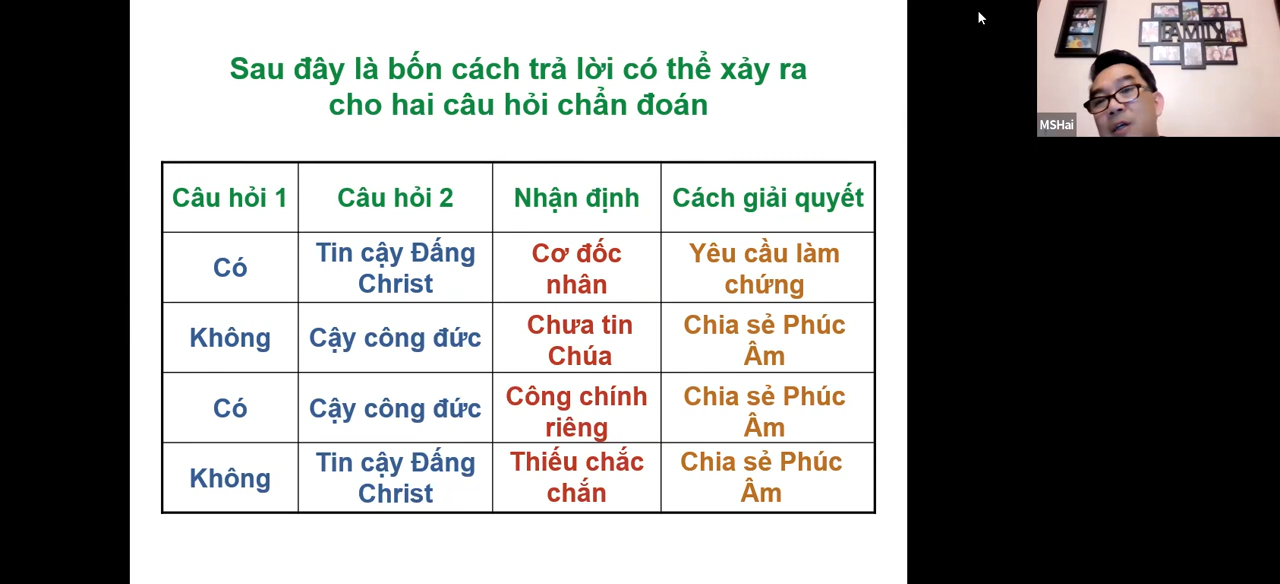 Sau đây là bốn cách trả lời có thể xảy ra
cho hai câu hỏi chẩn đoán
Câu hỏi 1
Câu hỏi 2
Nhận định
Cách giải quyết
Có
Tin cậy Đấng
Christ
Cơ đốc
nhân
Yêu cầu làm
chứng
Không
Cậy công đức
Chưa tin
Chúa
Chia sẻ Phúc
Âm
Có
Cậy công đức
Công chính
riêng
Chia sẻ Phúc
Âm
Không
Tin cậy Đấng
Christ
Thiếu chắc
chắn
Chia sẻ Phúc
Âm
FAMILY
MSHai